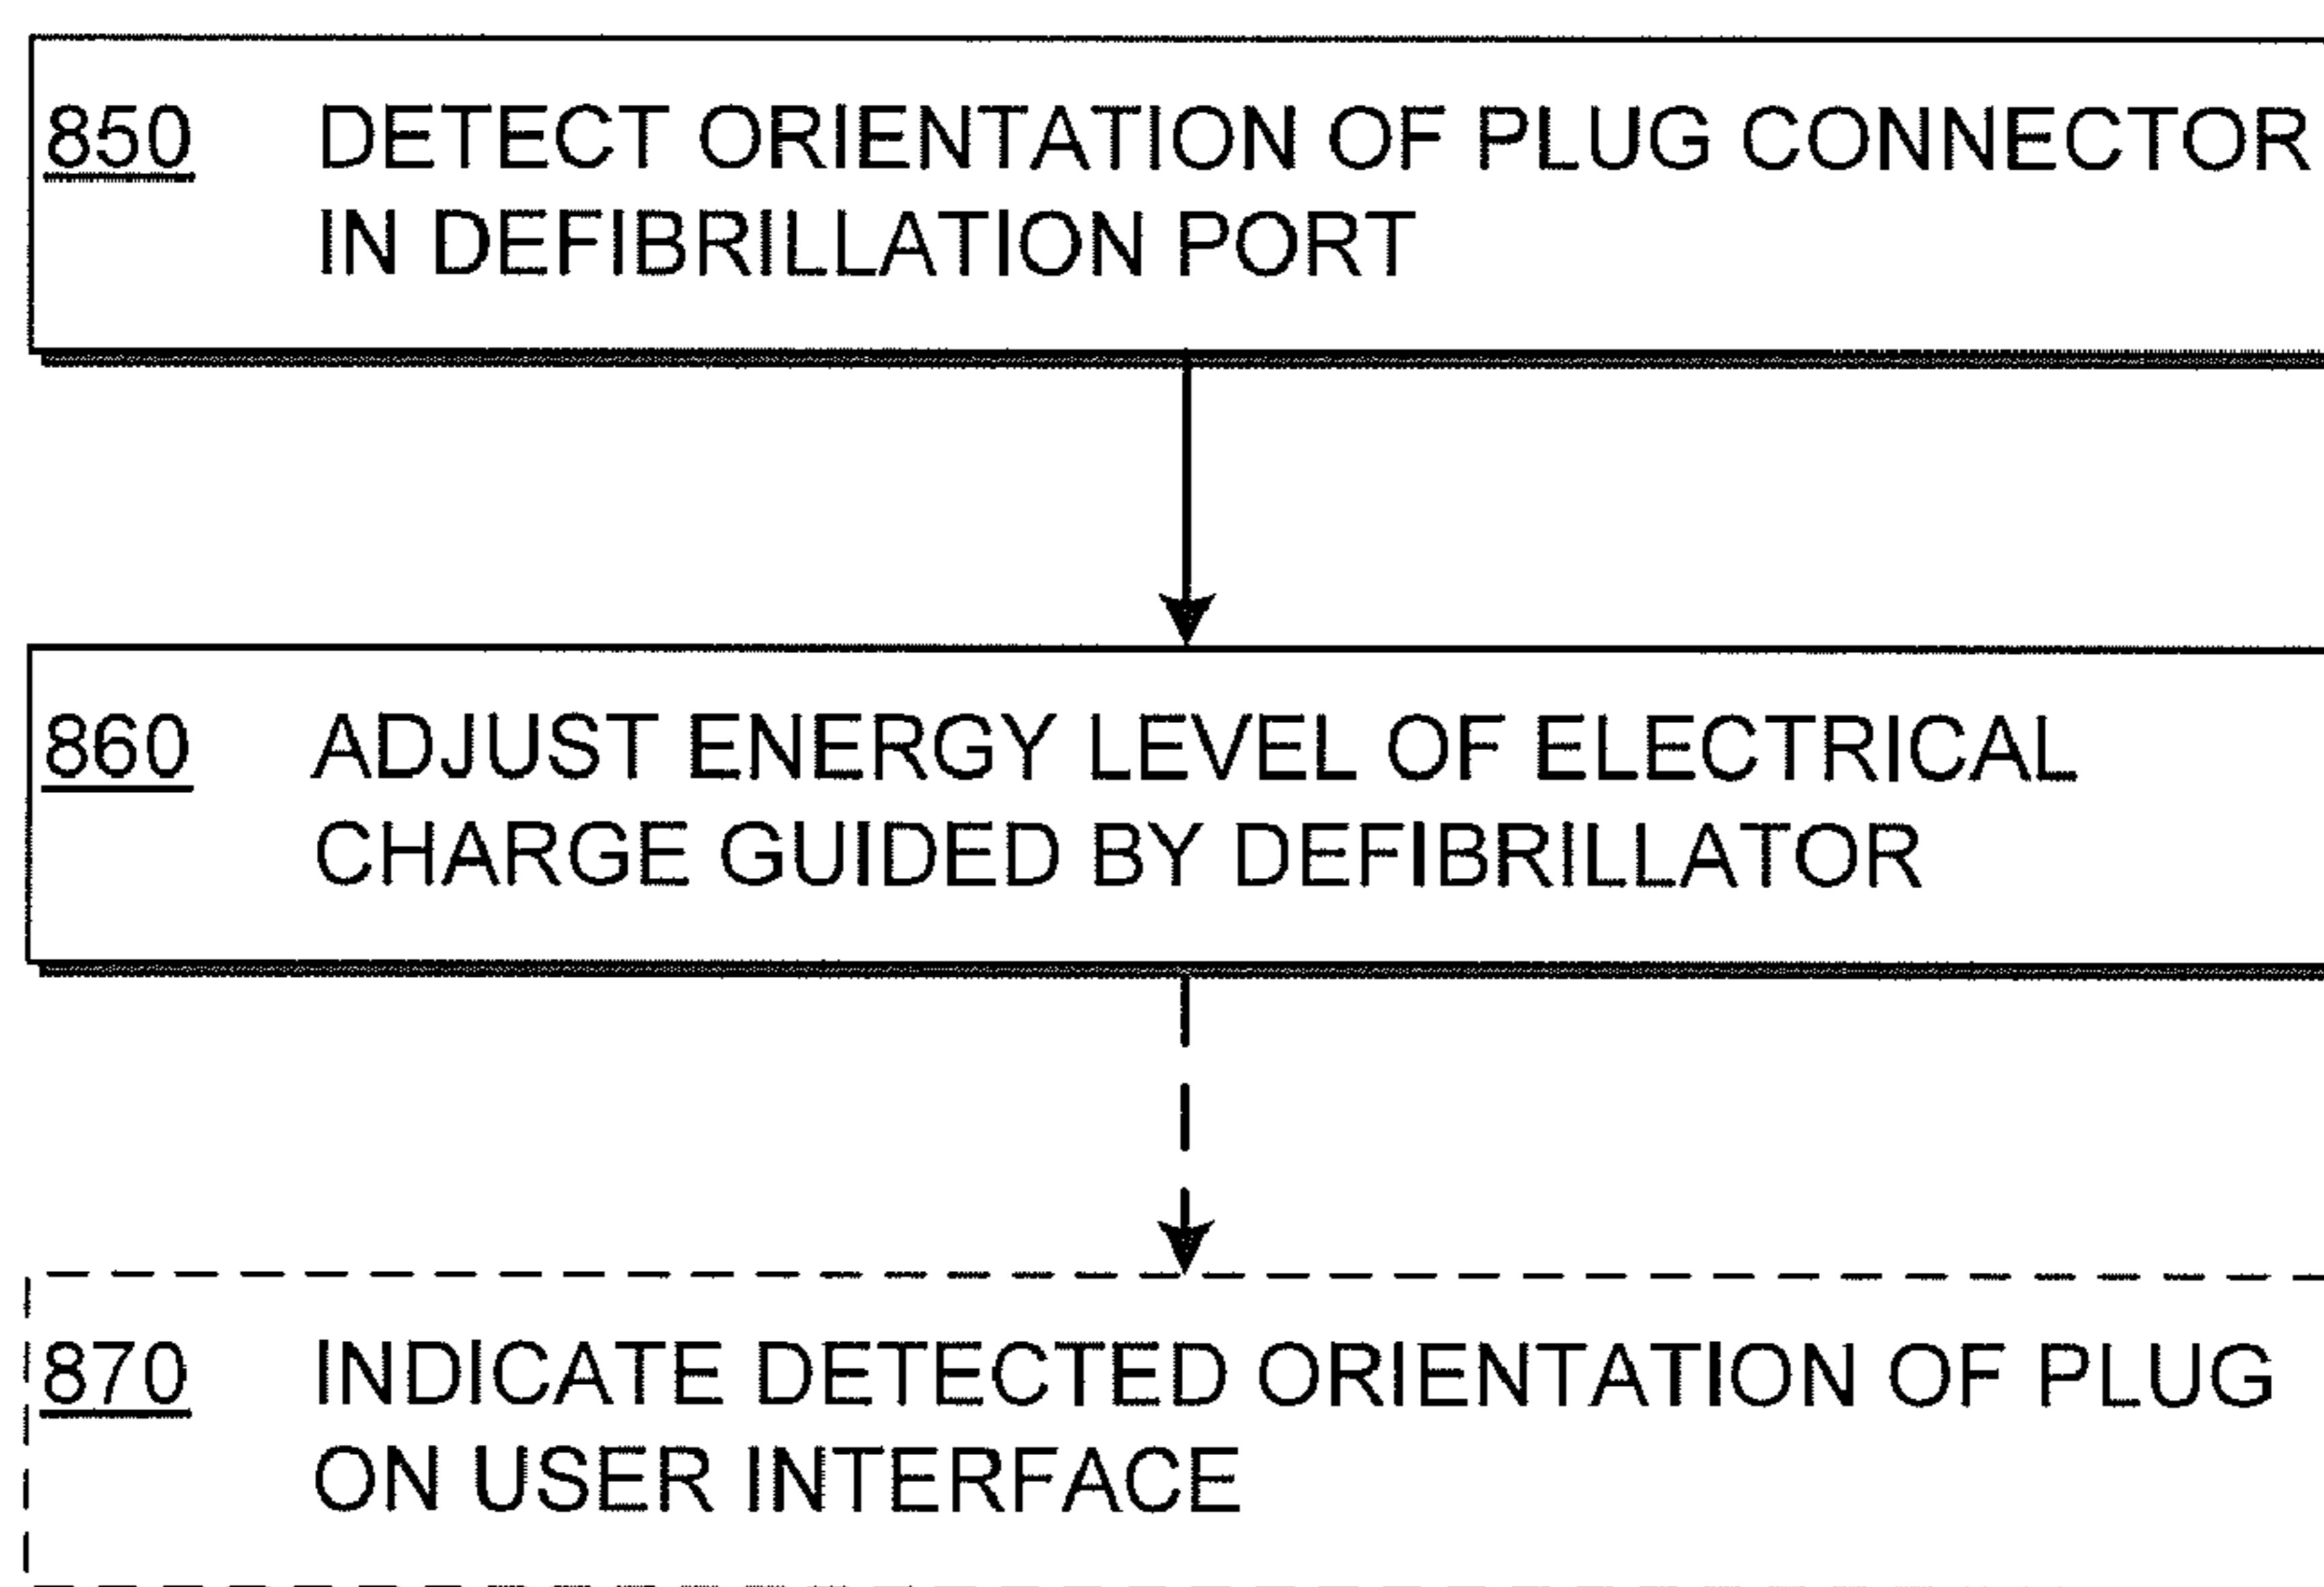 850 DETECT ORIENTATION OF PLUG CONNECTOR
IN DEFIBRILLATION PORT
860 ADJUST ENERGY LEVEL OF ELECTRICAL
CHARGE GUIDED BY DEFIBRILLATOR
870 INDICATE DETECTED ORIENTATION OF PLUG
ON USER INTERFACE